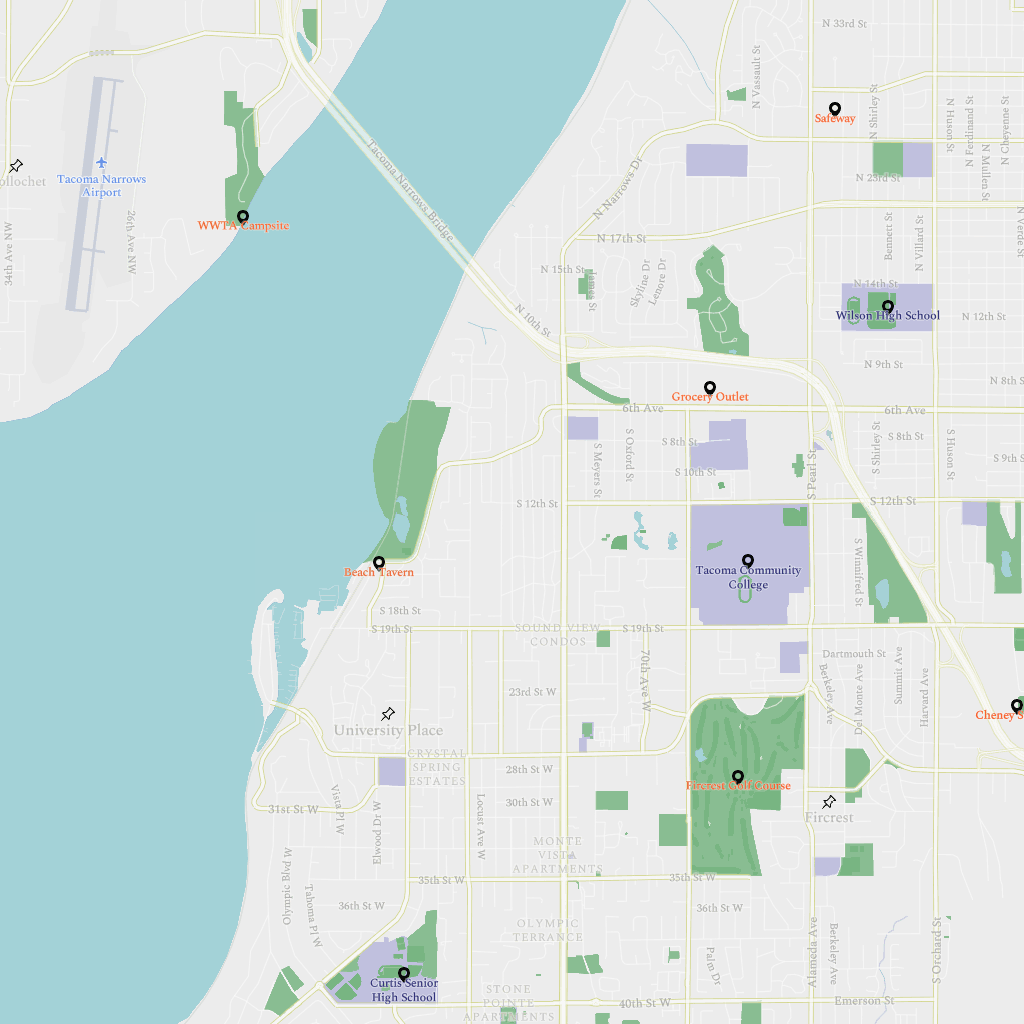 N 33rd St
N Vassault St
N Shirley St
Safeway
N Huson St
N Ferdinand St
N Cheyenne St
N Mullen St
Tacoma Narrows Bridge
Tacoma Narrows
Airport
N 23rd St
N Narrows Dr
34th Ave NW
26th Ave NW
WWTA Campsite
N 17th St
Bennett St
N Villard St
N Verde St
N 15th St
James St
Skyline Dr
Lenore Dr
N 14th St
N 10th St
Wilson High School
N 12th St
N 9th St
N 8th St
Grocery Outlet
6th Ave
6th Ave
S Meyers St
S Oxford St
S 8th St
S 10th St
S Pearl St
S Shirley St
S 8th St
S Huson St
S 9th St
S 12th St
S 12th St
Tacoma Community
College
S Winnifred St
Beach Tavern
S 18th St
S 19th St
SOUND VIEW
CONDOS
S 19th St
70th Ave W
Dartmouth St
Berkeley Ave
Del Monte Ave
Summit Ave
Harvard Ave
23rd St W
University Place
CRYSTAL
SPRING
ESTATES
28th St W
Fircrest Golf Course
31st St W
Vista Pl W
Elwood Dr W
Locust Ave W
30th St W
Fircrest
MONTE
VISTA
APARTMENTS
Olympic Blvd W
Tahoma Pl W
35th St W
35th St W
36th St W
36th St W
OLYMPIC
TERRANCE
Palm Dr
Alameda Ave
Berkeley Ave
S Orchard St
Curtis Senior
High School
STONE
POINTE
APARTMENTS
40th St W
Emerson St